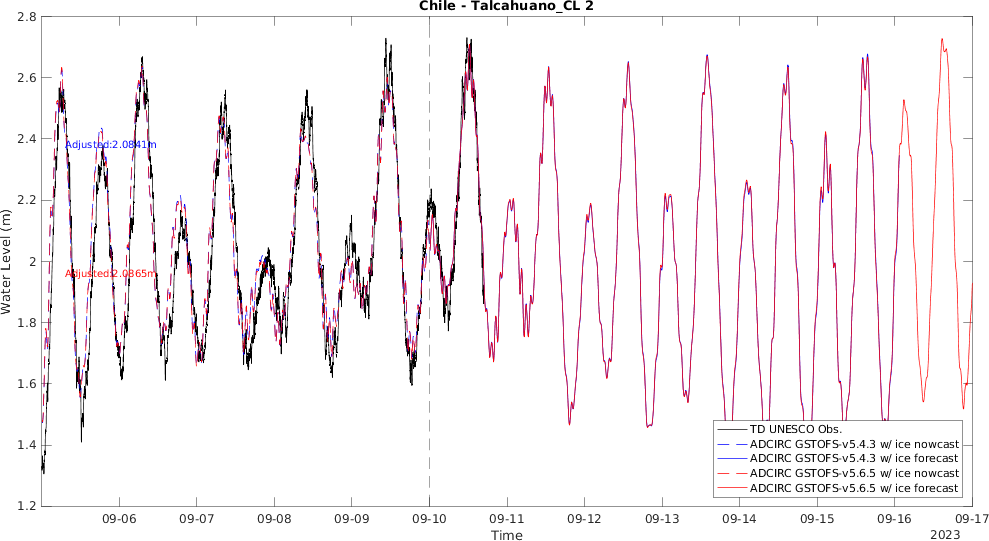 Chile - Talcahuano_CL 2
2.8
2.6
2.4
2.2
2
1.8
1.6
1.4
1.2
Water Level (m)
Adjusted:2.0841m
Adjusted:2.0865m
TD UNESCO Obs.
ADCIRC GSTOFS-v5.4.3 w/ ice nowcast
ADCIRC GSTOFS-v5.4.3 w/ ice forecast
ADCIRC GSTOFS-v5.6.5 w/ ice nowcast
ADCIRC GSTOFS-v5.6.5 w/ ice forecast
09-06 09-07 09-08 09-09 09-10 09-11 09-12 09-13 09-14 09-15 09-16 09-17
Time
2023